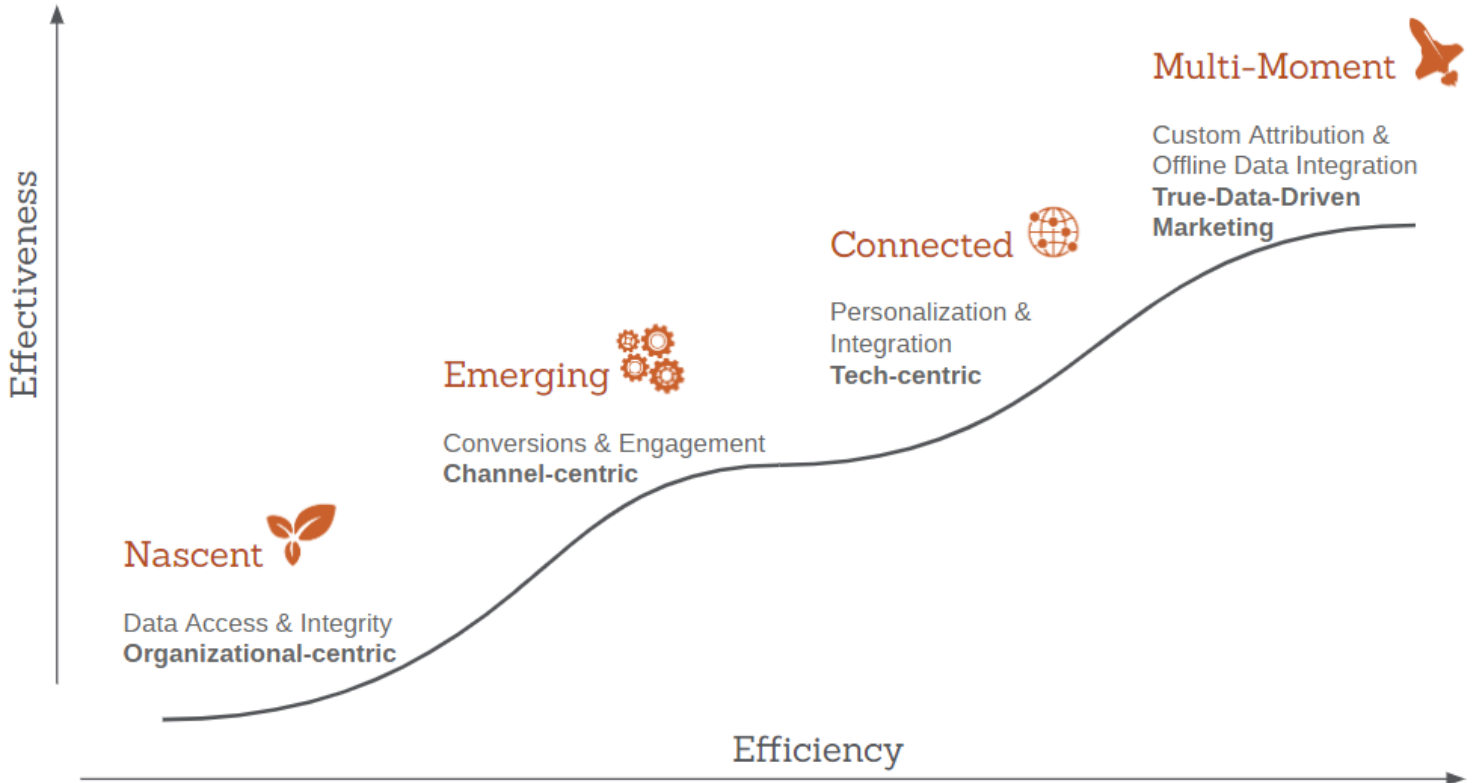 Multi-Moment
Custom Attribution &
Offline Data Integration
True-Data-Driven
Marketing
Connected
Personalization &
Integration
Tech-centric
Emerging
Conversions & Engagement
Channel-centric
Nascent
Data Access & Integrity
Organizational-centric
Effectiveness
Efficiency